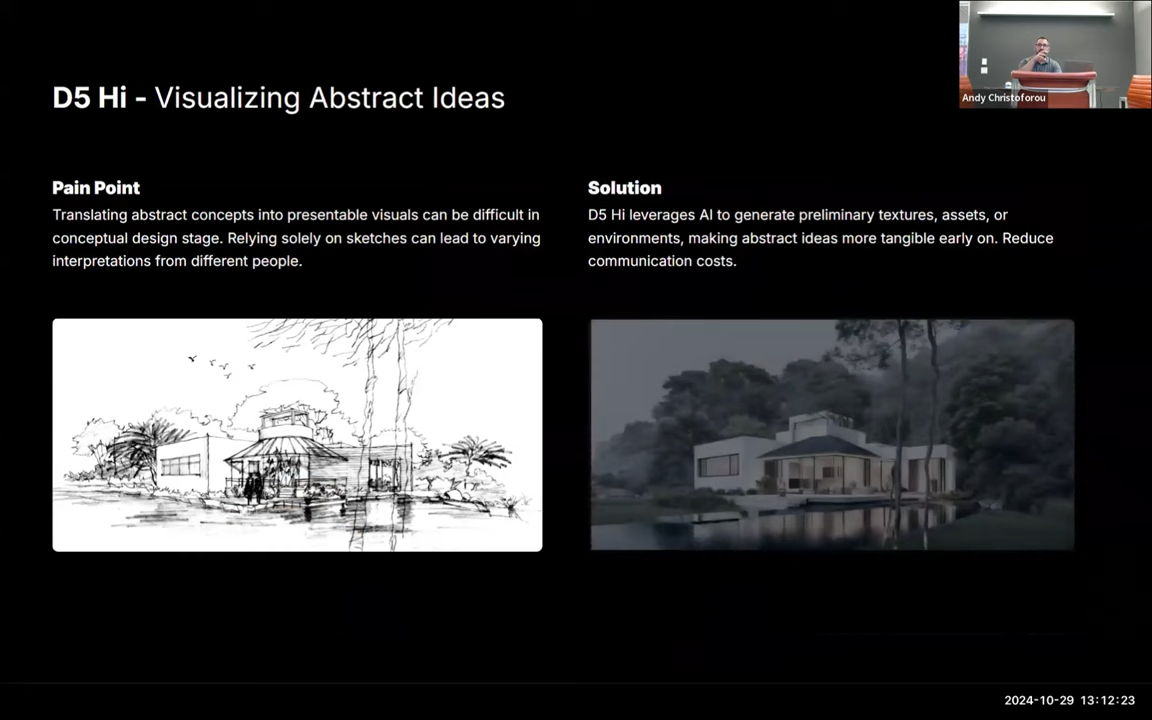 Andy Christoforou
D5 Hi - Visualizing Abstract Ideas
Pain Point
Translating abstract concepts into presentable visuals can be difficult in
conceptual design stage. Relying solely on sketches can lead to varying
interpretations from different people.
Solution
D5 Hi leverages AI to generate preliminary textures, assets, or
environments, making abstract ideas more tangible early on. Reduce
communication costs.
2024-10-29 13:12:23